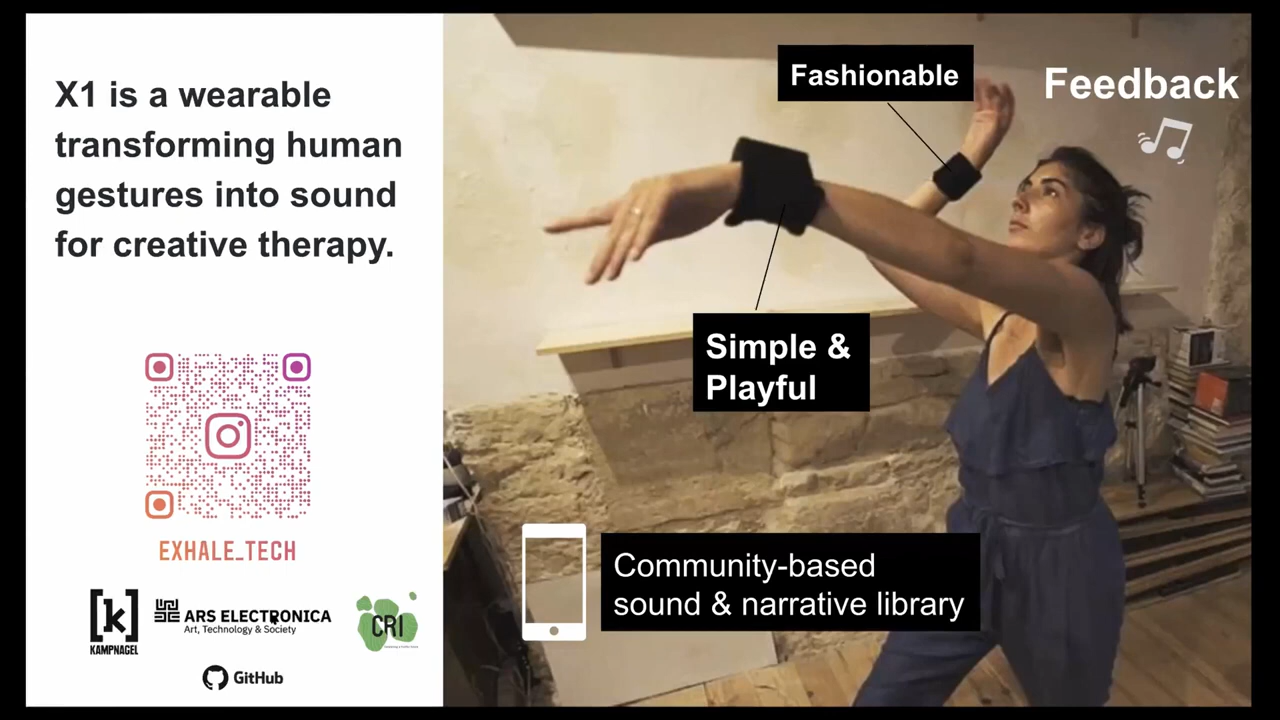 X1 is a wearable
transforming human
gestures into sound
for creative therapy.
EXHALE_TECH
[k]
KAMPNAGEL
ARS ELECTRONICA
Art, Technology & Society
CRI
GitHub
Fashionable
Feedback
Simple &
Playful
Community-based
sound & narrative library